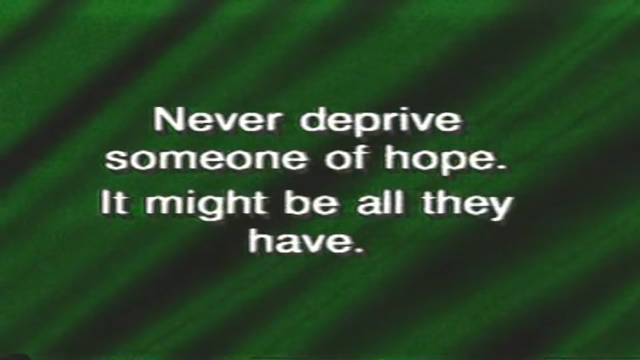 Never deprive
someone of hope.
It might be all they
have.